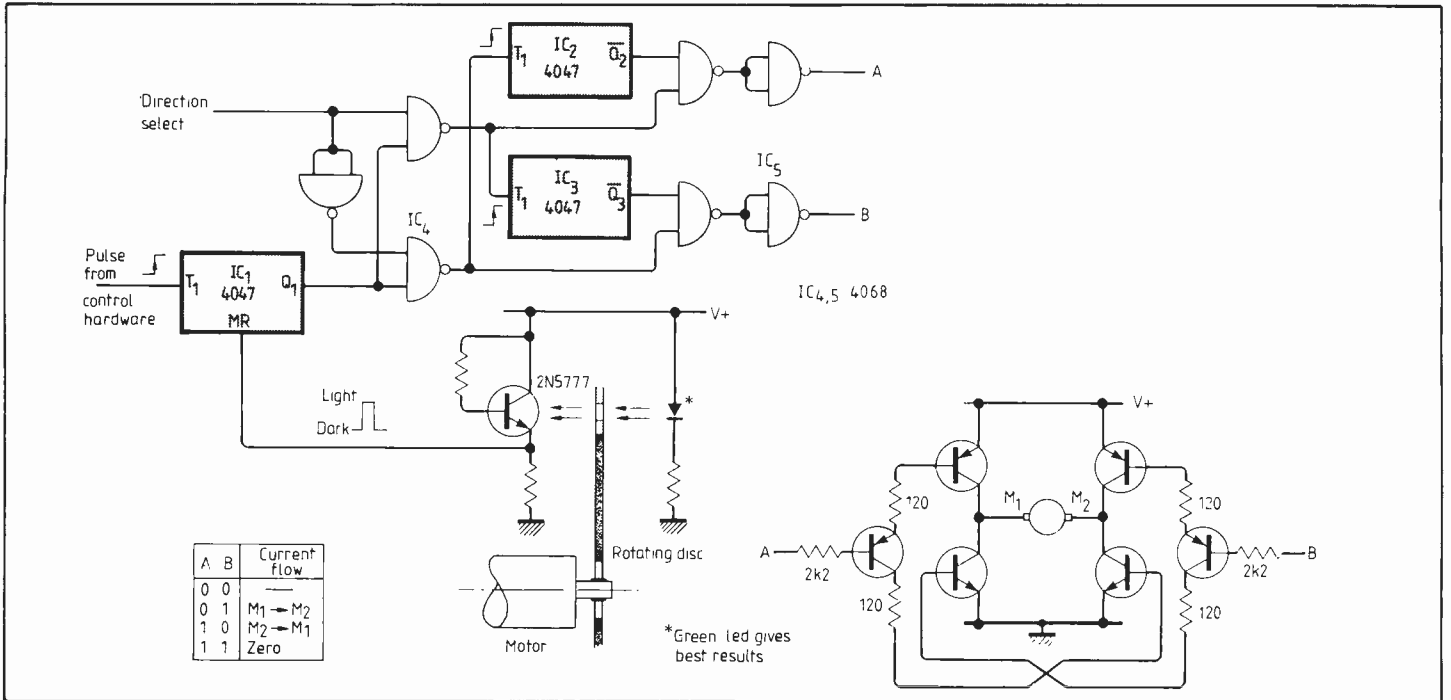 IC2
T1
4047
Q̅2
A
Direction
select
IC3
T1
4047
Q̅3
IC5
B
IC4
Pulse
from
control
hardware
T1
IC1
4047
Q1
MR
IC4,5 4068
V+
2N5777
*
Light
Dark
Rotating disc
Motor
*Green led gives
best results
A B Current
flow
0 0 —
0 1 M1→M2
1 0 M2→M1
1 1 Zero
V+
120
M1
M2
120
A
2k2
2k2
B
120
120